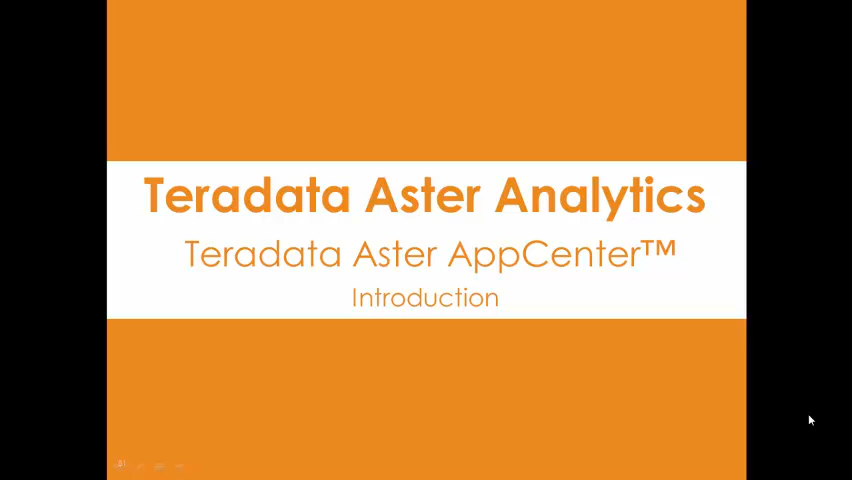 Teradata Aster Analytics
Teradata Aster AppCenter™
Introduction